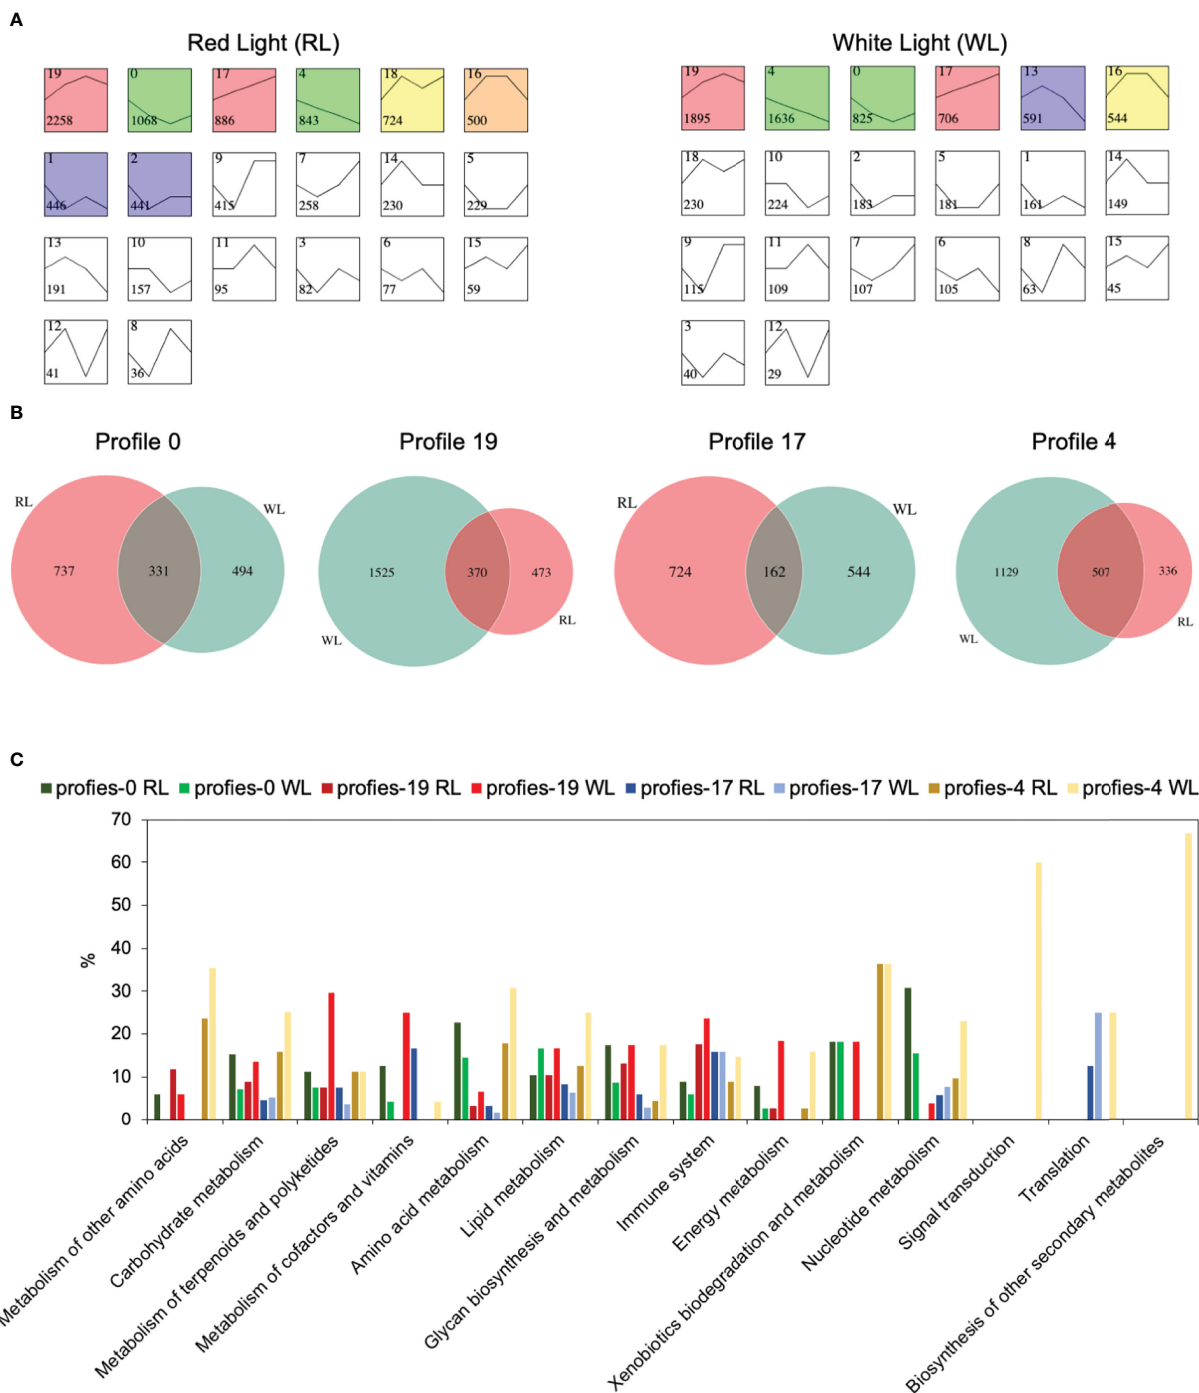 A
Red Light (RL) White Light (WL)
19 0 17 4 18 16 19 4 0 17 13 16
2258 1068 886 843 724 500 1895 1636 825 706 591 544
1 2 9 7 14 5 18 10 2 5 1 14
446 441 415 258 230 229 230 224 183 181 161 149
13 10 11 3 6 15 9 11 7 6 8 15
191 157 95 82 77 59 115 109 107 105 63 45
12 8 3 12
41 36 40 29
B
Profile 0 Profile 19 Profile 17 Profile 4
RL WL RL WL
737 331 494 1525 370 473 724 162 544 1129 507 336
WL RL WL RL
C
profies-0 RL profies-0 WL profies-19 RL profies-19 WL profies-17 RL profies-17 WL profies-4 RL profies-4 WL
70
60
50
40
%
30
20
10
0
Metabolism of other amino acids
Carbohydrate metabolism
Metabolism of terpenoids and polyketides
Metabolism of cofactors and vitamins
Amino acid metabolism
Lipid metabolism
Glycan biosynthesis and metabolism
Immune system
Energy metabolism
Xenobiotics biodegradation and metabolism
Nucleotide metabolism
Signal transduction
Translation
Biosynthesis of other secondary metabolites